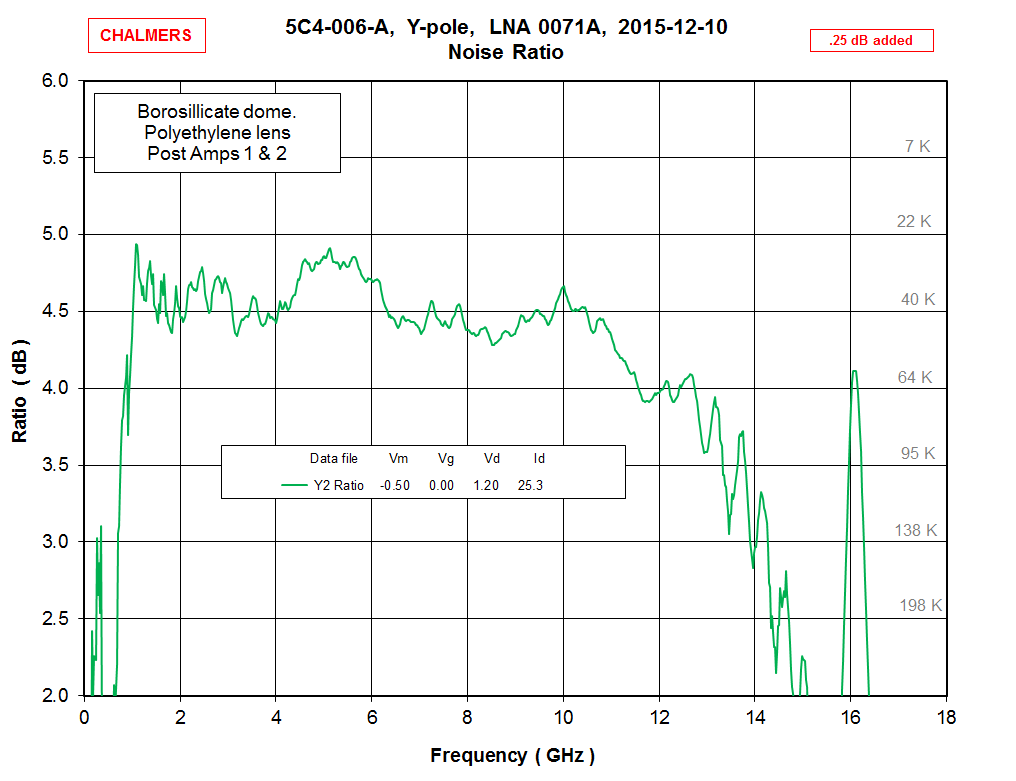 CHALMERS
5C4-006-A, Y-pole, LNA 0071A, 2015-12-10
Noise Ratio
.25 dB added
Borosillicate dome.
Polyethylene lens
Post Amps 1 & 2
6.0
5.5
5.0
4.5
4.0
3.5
3.0
2.5
2.0
Ratio ( dB )
7 K
22 K
40 K
64 K
95 K
138 K
198 K
Data file Vm Vg Vd Id
Y2 Ratio -0.50 0.00 1.20 25.3
0 2 4 6 8 10 12 14 16 18
Frequency ( GHz )